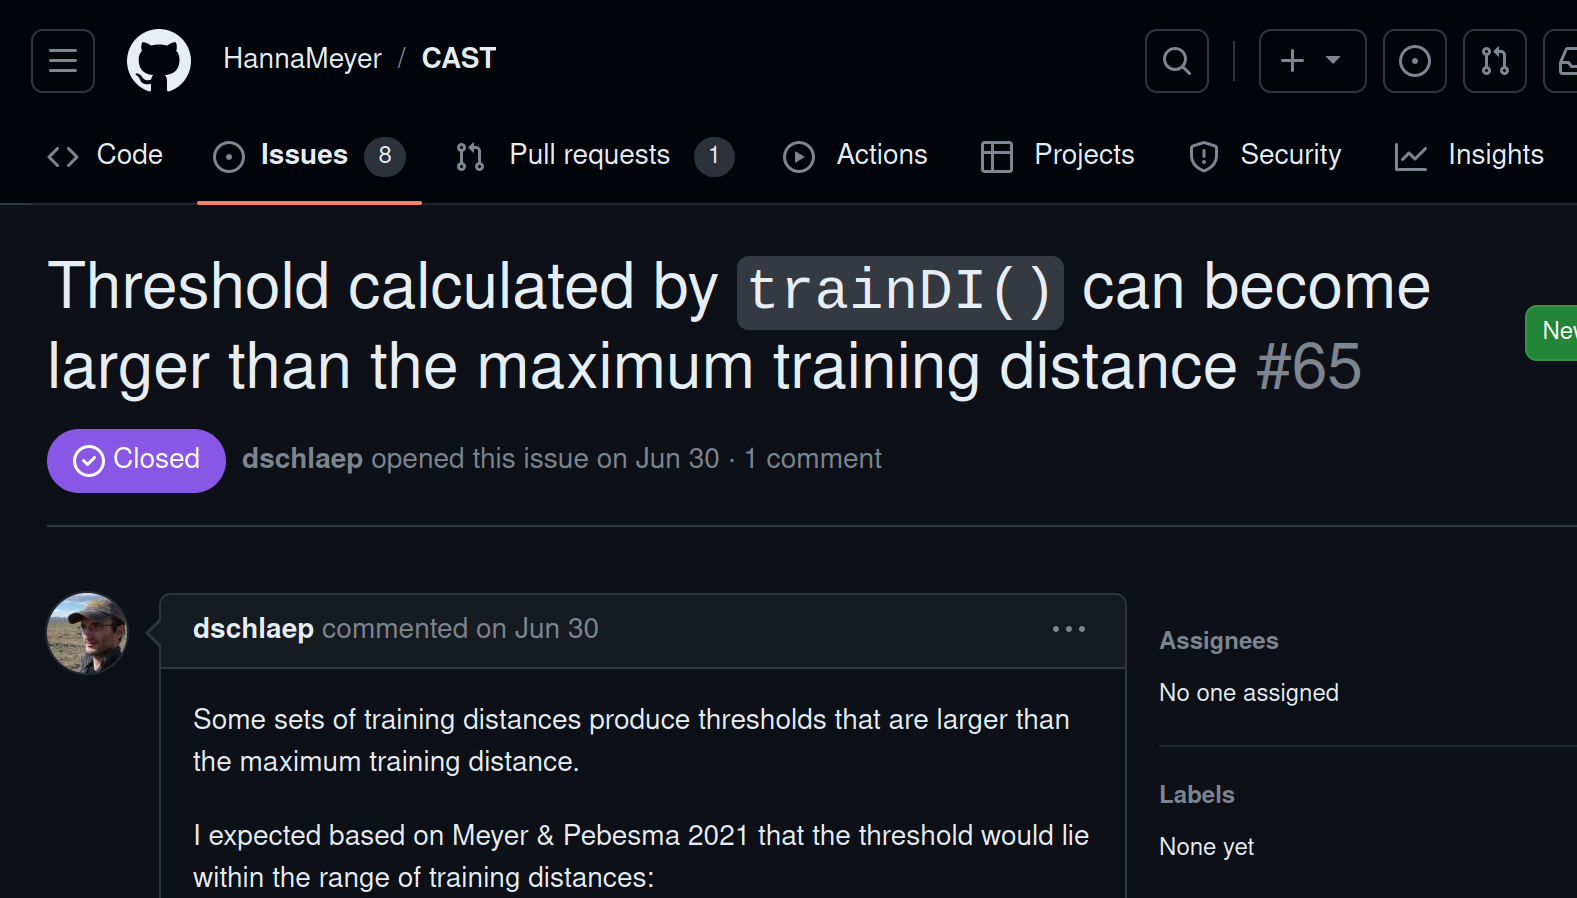 HannaMeyer / CAST
Code Issues 8 Pull requests 1 Actions Projects Security Insights
Threshold calculated by trainDI() can become
larger than the maximum training distance #65
Closed dschlaep opened this issue on Jun 30 · 1 comment
dschlaep commented on Jun 30
Some sets of training distances produce thresholds that are larger than
the maximum training distance.
I expected based on Meyer & Pebesma 2021 that the threshold would lie
within the range of training distances:
Assignees
No one assigned
Labels
None yet